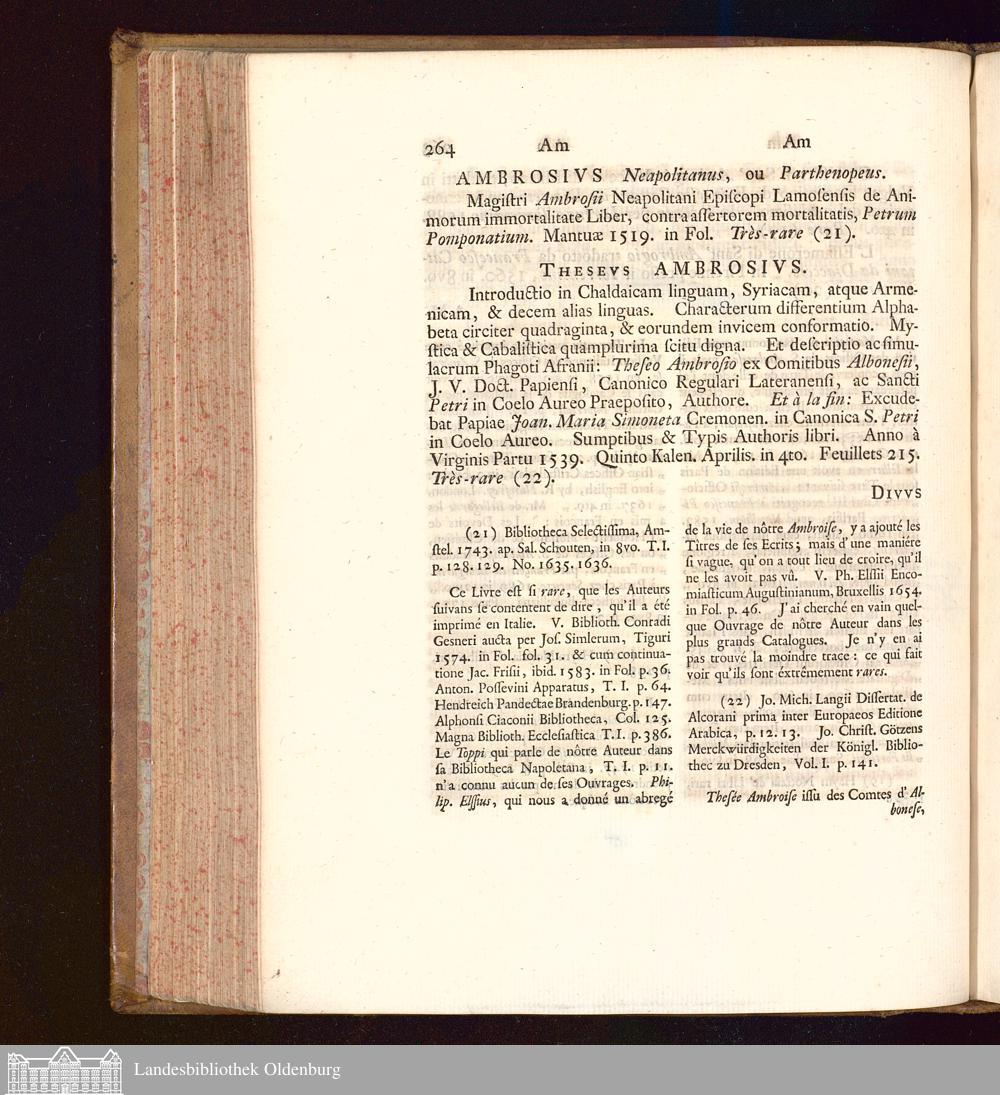 264 Am Am
AMBROSIVS Neapolitanus, ou Parthenopeus.
Magiſtri Ambroſii Neapolitani Epiſcopi Lamoſenſis de Ani-
morum immortalitate Liber, contra aſſertorem mortalitatis, Petrum
Pomponatium. Mantuæ 1519. in Fol. Très-rare (21).
THESEVS AMBROSIVS.
Introductio in Chaldaicam linguam, Syriacam, atque Arme-
nicam, & decem alias linguas. Characterum differentium Alpha-
beta circiter quadraginta, & eorundem invicem conformatio. My-
ſtica & Cabaliſtica quamplurima ſcitu digna. Et deſcriptio ac ſimu-
lacrum Phagoti Afranii: Theſeo Ambroſio ex Comitibus Alboneſii,
J. V. Doct. Papienſi, Canonico Regulari Lateranenſi, ac Sancti
Petri in Coelo Aureo Praepoſito, Authore. Et à la fin: Excude-
bat Papiae Joan. Maria Simoneta Cremonen. in Canonica S. Petri
in Coelo Aureo. Sumptibus & Typis Authoris libri. Anno à
Virginis Partu 1539. Quinto Kalen. Aprilis. in 4to. Feuillets 215.
Très-rare (22).
DIVVS
(21) Bibliotheca Selectiſſima, Am-
ſtel. 1743. ap. Sal. Schouten, in 8vo. T. I.
p. 128. 129. No. 1635. 1636.
Ce Livre eſt ſi rare, que les Auteurs
ſuivans ſe contentent de dire, qu'il a été
imprimé en Italie. V. Biblioth. Conradi
Gesneri aucta per Joſ. Simlerum, Tiguri
1574. in Fol. fol. 31. & cum continua-
tione Jac. Friſii, ibid. 1583. in Fol. p. 36.
Anton. Poſſevini Apparatus, T. I. p. 64.
Hendreich Pandectae Brandenburg. p. 147.
Alphonſi Ciaconii Bibliotheca, Col. 125.
Magna Biblioth. Eccleſiaſtica T. I. p. 386.
Le Toppi qui parle de nôtre Auteur dans
ſa Bibliotheca Napoletana, T. I. p. 11.
n'a connu aucun de ſes Ouvrages. Phi-
lip. Elſſius, qui nous a donné un abregé
de la vie de nôtre Ambroiſe, y a ajouté les
Titres de ſes Ecrits; mais d'une maniére
ſi vague, qu'on a tout lieu de croire, qu'il
ne les avoit pas vû. V. Ph. Elſſii Enco-
miaſticum Auguſtinianum, Bruxellis 1654.
in Fol. p. 46. J'ai cherché en vain quel-
que Ouvrage de nôtre Auteur dans les
plus grands Catalogues. Je n'y en ai
pas trouvé la moindre trace: ce qui fait
voir qu'ils ſont éxtrêmement rares.
(22) Jo. Mich. Langii Diſſertat. de
Alcorani prima inter Europaeos Editione
Arabica, p. 12. 13. Jo. Chriſt. Götzens
Merckwürdigkeiten der Königl. Biblio-
thec zu Dresden, Vol. I. p. 141.
Theſée Ambroiſe iſſu des Comtes d'Al-
boneſe,
Landesbibliothek Oldenburg